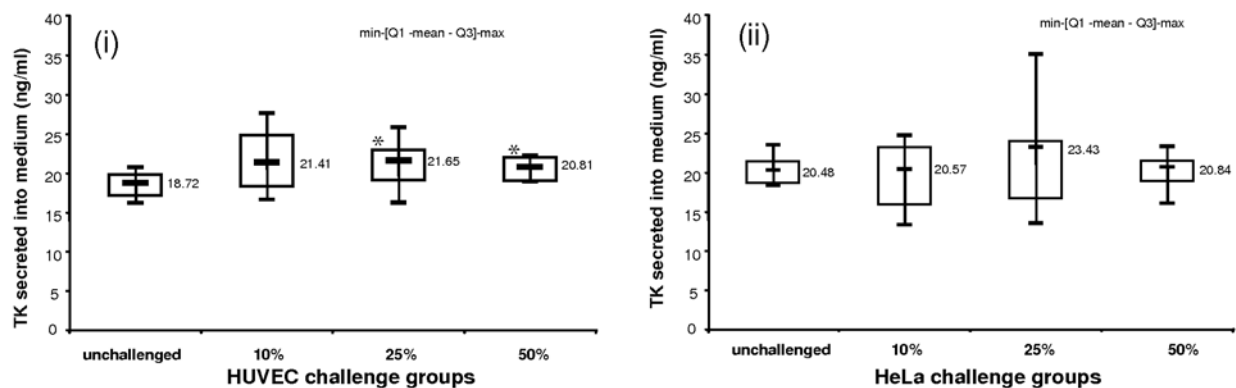 (i)
min-[Q1 -mean - Q3]-max
TK secreted into medium (ng/ml)
40
35
30
25
20
15
10
5
0
18.72
21.41
*
21.65
*
20.81
unchallenged 10% 25% 50%
HUVEC challenge groups
(ii)
min-[Q1 -mean - Q3]-max
TK secreted into medium (ng/ml)
40
35
30
25
20
15
10
5
0
20.48
20.57
23.43
20.84
unchallenged 10% 25% 50%
HeLa challenge groups